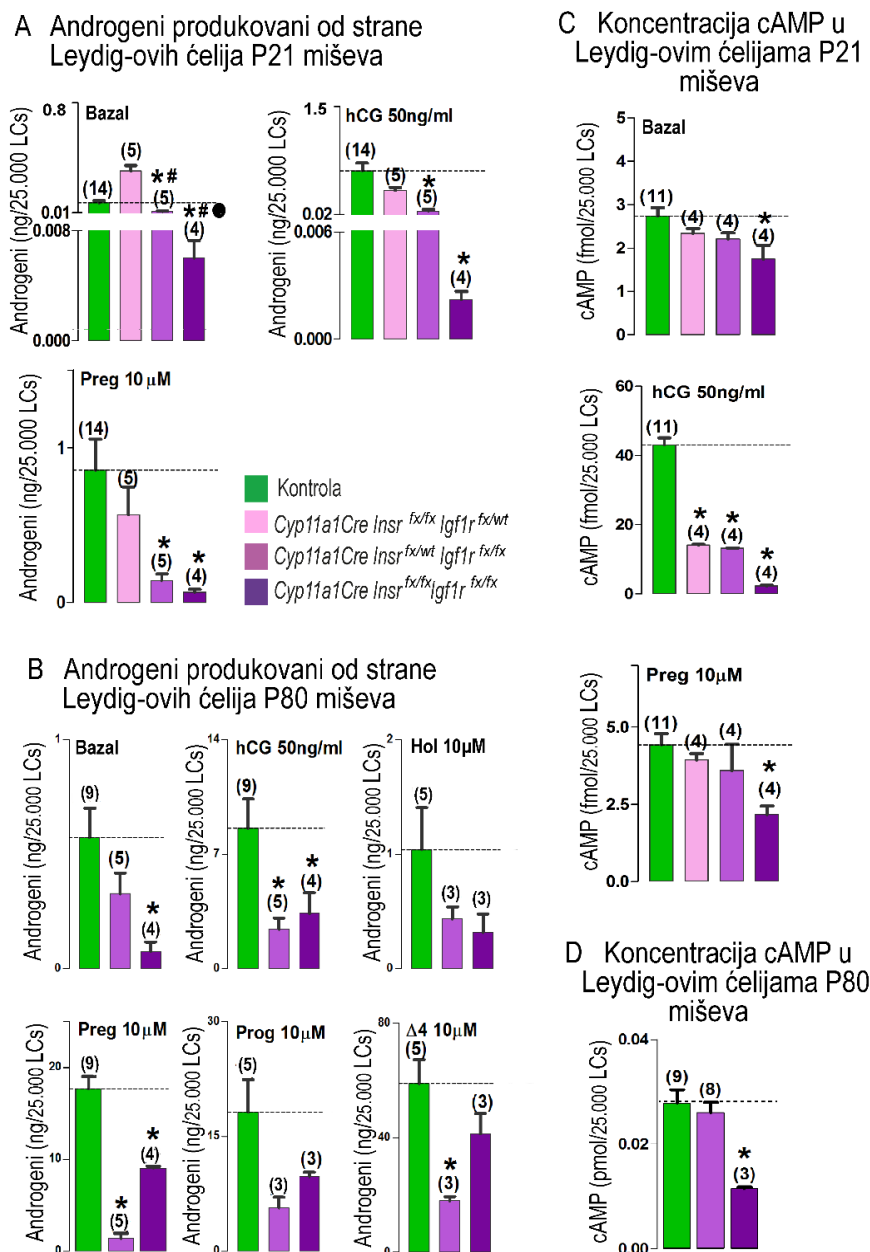 A Androgeni produkovani od strane
Leydig-ovih ćelija P21 miševa
Bazal
Androgeni (ng/25.000 LCs)
0.8
0.01
0.008
0.000
(14)
(5)
*#
(5)
*#●
(4)
hCG 50ng/ml
Androgeni (ng/25.000 LCs)
1.5
0.02
0.006
0.000
(14)
(5)
*
(5)
*
(4)
Preg 10 µM
Androgeni (ng/25.000 LCs)
1
0
(14)
(5)
*
(5)
*
(4)
Kontrola
Cyp11a1Cre Insr fx/fx Igf1r fx/wt
Cyp11a1Cre Insr fx/wt Igf1r fx/fx
Cyp11a1Cre Insr fx/fx Igf1r fx/fx
B Androgeni produkovani od strane
Leydig-ovih ćelija P80 miševa
Bazal
Androgeni (ng/25.000 LCs)
1
0
(9)
(5)
*
(4)
hCG 50ng/ml
Androgeni (ng/25.000 LCs)
14
7
0
(9)
*
(5)
*
(4)
Hol 10µM
Androgeni (ng/25.000 LCs)
2
1
0
(5)
(3)
(3)
Preg 10µM
Androgeni (ng/25.000 LCs)
20
10
0
(9)
*
(5)
*
(4)
Prog 10µM
Androgeni (ng/25.000 LCs)
30
15
0
(5)
(3)
(3)
Δ4 10µM
Androgeni (ng/25.000 LCs)
80
40
0
(5)
*
(3)
(3)
C Koncentracija cAMP u
Leydig-ovim ćelijama P21
miševa
Bazal
cAMP (fmol/25.000 LCs)
5
4
3
2
1
0
(11)
(4)
(4)
*
(4)
hCG 50ng/ml
cAMP (fmol/25.000 LCs)
60
40
20
0
(11)
*
(4)
*
(4)
*
(4)
Preg 10µM
cAMP (fmol/25.000 LCs)
5.0
2.5
0.0
(11)
(4)
(4)
*
(4)
D Koncentracija cAMP u
Leydig-ovim ćelijama P80
miševa
cAMP (pmol/25.000 LCs)
0.04
0.02
0.00
(9)
(8)
*
(3)